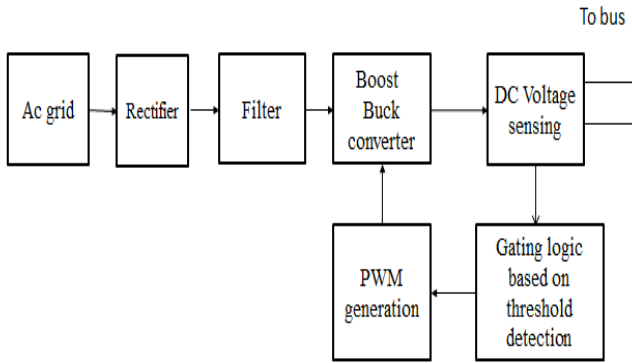 To bus
Ac grid
Rectifier
Filter
Boost
Buck
converter
DC Voltage
sensing
PWM
generation
Gating logic
based on
threshold
detection